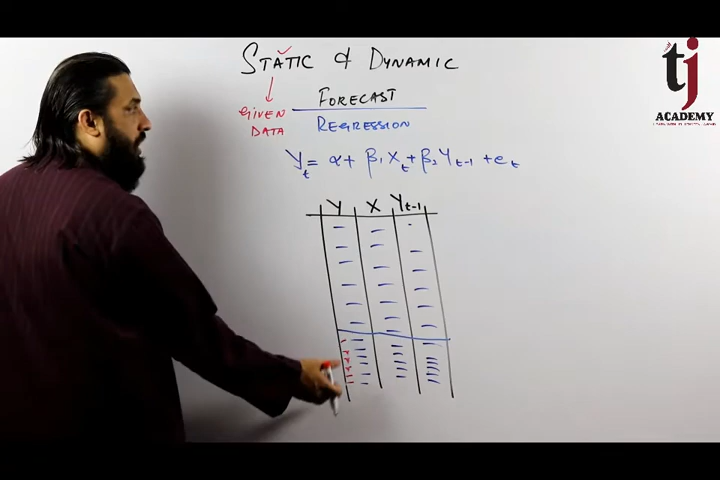 STATIC & DYNAMIC
FORECAST
GIVEN
DATA
REGRESSION
Yt = α + β1 Xt + β2 Yt-1 + et
Y X Yt-1
tj
ACADEMY